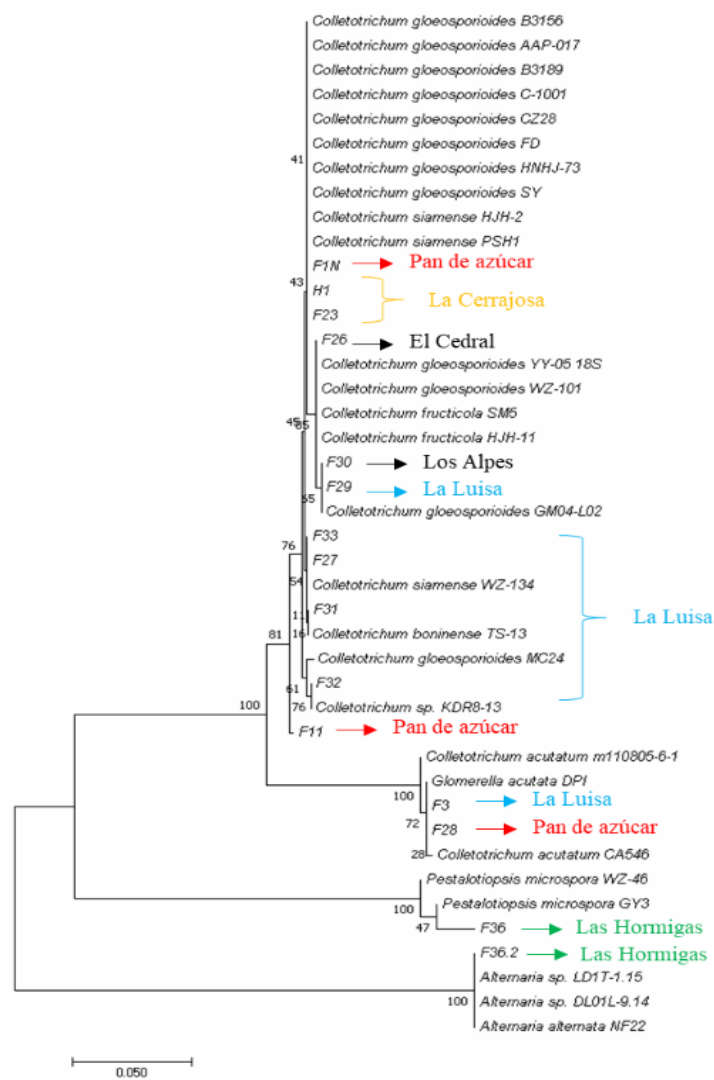 Colletotrichum gloeosporioides B3156
Colletotrichum gloeosporioides AAP-017
Colletotrichum gloeosporioides B3189
Colletotrichum gloeosporioides C-1001
Colletotrichum gloeosporioides CZ28
Colletotrichum gloeosporioides FD
41
Colletotrichum gloeosporioides HNHJ-73
Colletotrichum gloeosporioides SY
Colletotrichum siamense HJH-2
Colletotrichum siamense PSH1
F1N Pan de azúcar
43
H1
La Cerrajosa
F23
F26 El Cedral
Colletotrichum gloeosporioides YY-05 18S
Colletotrichum gloeosporioides WZ-101
Colletotrichum fructicola SM5
45 85
Colletotrichum fructicola HJH-11
F30 Los Alpes
F29 La Luisa
65
Colletotrichum gloeosporioides GM04-L02
F33
76
F27
54
Colletotrichum siamense WZ-134
F31
11
La Luisa
16
Colletotrichum boninense TS-13
81
Colletotrichum gloeosporioides MC24
F32
61
76 Colletotrichum sp. KDR8-13
100
F11 Pan de azúcar
Colletotrichum acutatum m110805-6-1
Glomerella acutata DPI
100
F3 La Luisa
72
F28 Pan de azúcar
28 Colletotrichum acutatum CA546
Pestalotiopsis microspora WZ-46
Pestalotiopsis microspora GY3
100
47
F36 Las Hormigas
F36.2 Las Hormigas
Alternaria sp. LD1T-1.15
100
Alternaria sp. DL01L-9.14
Alternaria alternata NF22
0.050